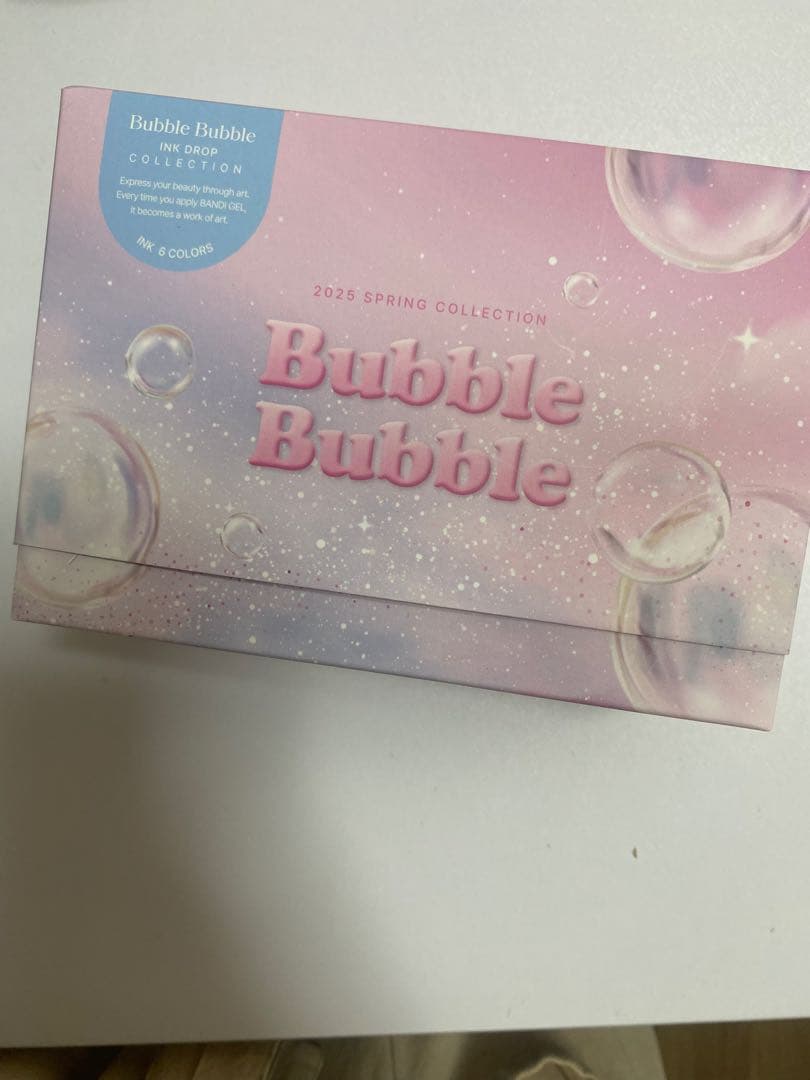 Bubble Bubble
INK DROP
COLLECTION
Express your beauty through art.
Every time you apply BANDI GEL,
it becomes a work of art.
INK 6 COLORS
2025 SPRING COLLECTION
Bubble
Bubble